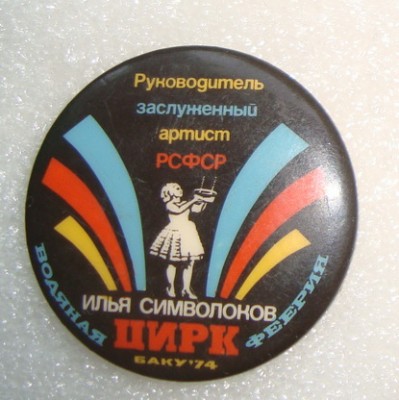 Руководитель
заслуженный
артист
РСФСР
ИЛЬЯ СИМВОЛОКОВ
ВОДЯНАЯ
ЦИРК
ФЕЕРИЯ
БАКУ'74